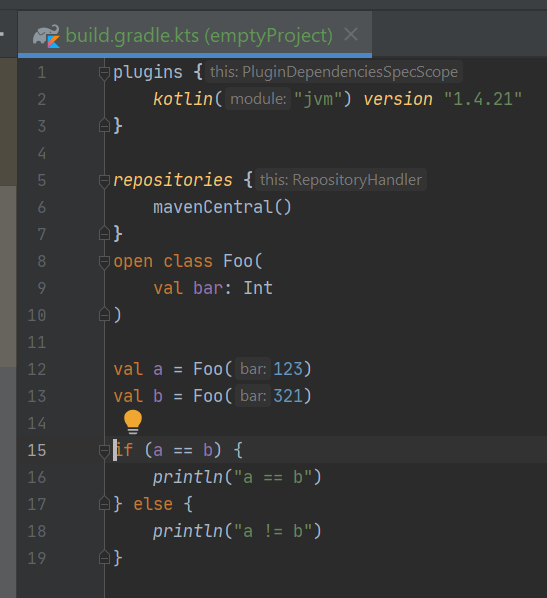 build.gradle.kts (emptyProject)
1 plugins { this: PluginDependenciesSpecScope
2 kotlin( module: "jvm") version "1.4.21"
3 }
4
5 repositories { this: RepositoryHandler
6 mavenCentral()
7 }
8 open class Foo(
9 val bar: Int
10 )
11
12 val a = Foo( bar: 123)
13 val b = Foo( bar: 321)
14
15 if (a == b) {
16 println("a == b")
17 } else {
18 println("a != b")
19 }